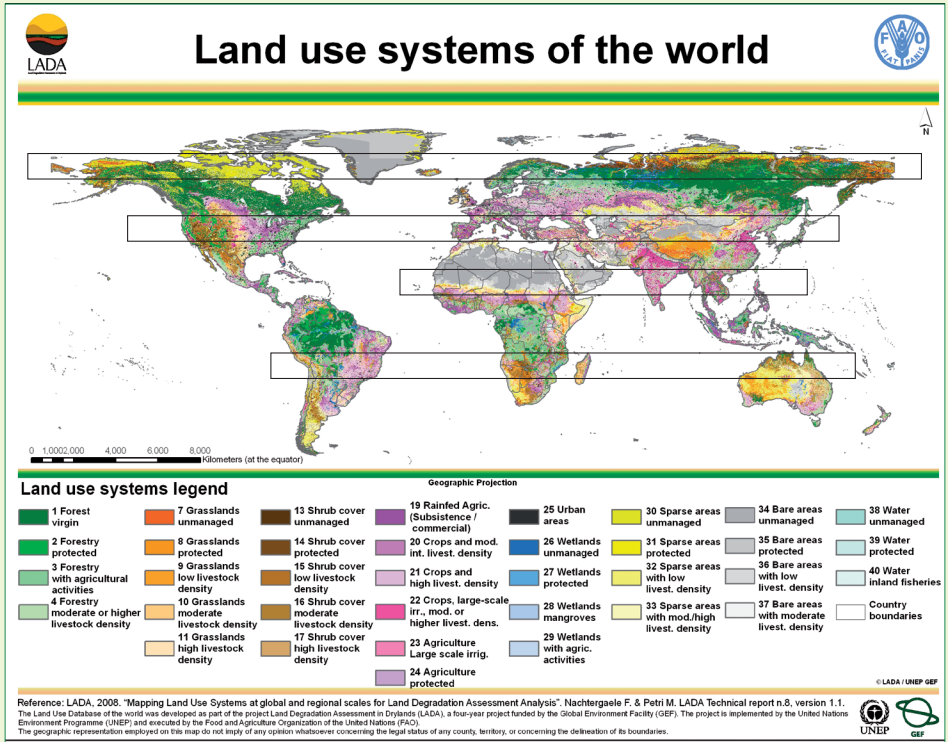 Land use systems of the world
LADA
F A O
FIAT PANIS
N
0 1,0002,000 4,000 6,000 8,000
Kilometers (at the equator)
Geographic Projection
Land use systems legend
1 Forest
virgin
2 Forestry
protected
3 Forestry
with agricultural
activities
4 Forestry
moderate or higher
livestock density
7 Grasslands
unmanaged
8 Grasslands
protected
9 Grasslands
low livestock
density
10 Grasslands
moderate
livestock density
11 Grasslands
high livestock
density
13 Shrub cover
unmanaged
14 Shrub cover
protected
15 Shrub cover
low livestock
density
16 Shrub cover
moderate
livestock density
17 Shrub cover
high livestock
density
19 Rainfed Agric.
(Subsistence /
commercial)
20 Crops and mod.
int. livest. density
21 Crops and
high livest. density
22 Crops, large-scale
irr., mod. or
higher livest. dens.
23 Agriculture
Large scale irrig.
24 Agriculture
protected
25 Urban
areas
26 Wetlands
unmanaged
27 Wetlands
protected
28 Wetlands
mangroves
29 Wetlands
with agric.
activities
30 Sparse areas
unmanaged
31 Sparse areas
protected
32 Sparse areas
with low
livest. density
33 Sparse areas
with mod./high
livest. density
34 Bare areas
unmanaged
35 Bare areas
protected
36 Bare areas
with low
livest. density
37 Bare areas
with moderate
livest. density
38 Water
unmanaged
39 Water
protected
40 Water
inland fisheries
Country
boundaries
© LADA / UNEP GEF
Reference: LADA, 2008. "Mapping Land Use Systems at global and regional scales for Land Degradation Assessment Analysis". Nachtergaele F. & Petri M. LADA Technical report n.8, version 1.1.
The Land Use Database of the world was developed as part of the project Land Degradation Assessment in Drylands (LADA), a four-year project funded by the Global Environment Facility (GEF). The project is implemented by the United Nations
Environment Programme (UNEP) and executed by the Food and Agriculture Organization of the United Nations (FAO).
The geographic representation employed on this map do not imply of any opinion whatsoever concerning the legal status of any county, territory, or concerning the delineation of its boundaries.
UNEP
GEF